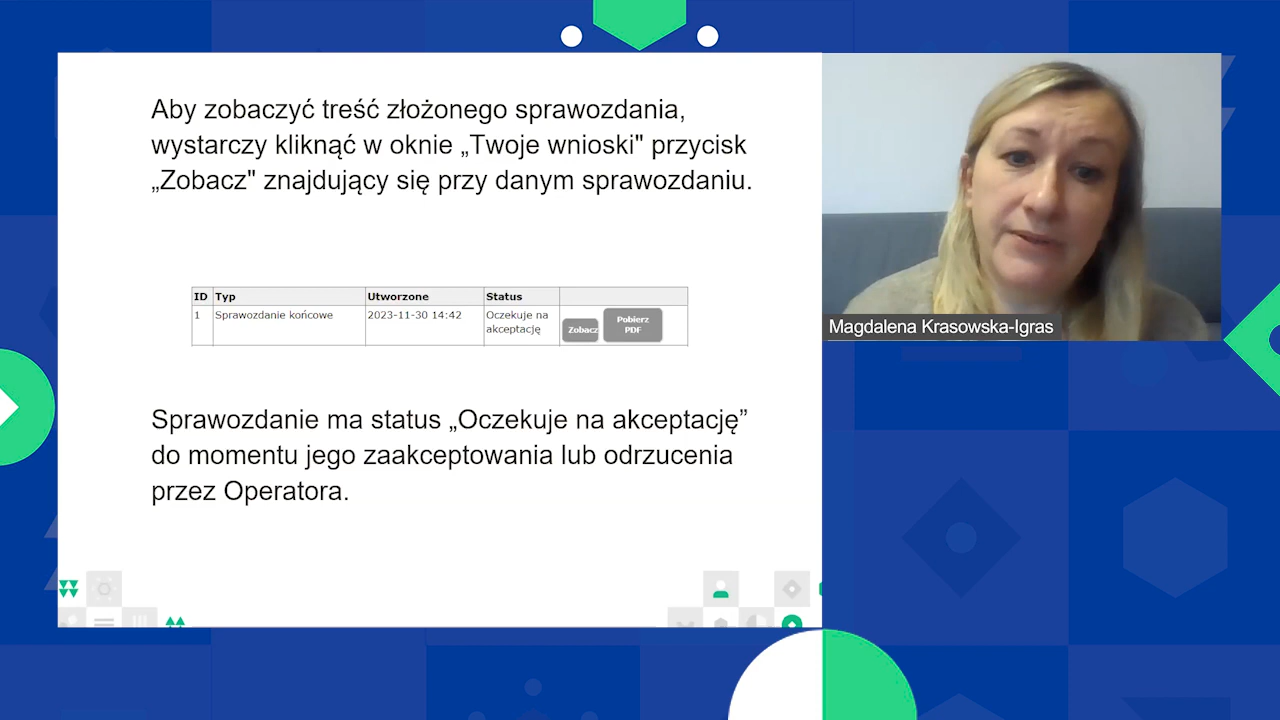 Aby zobaczyć treść złożonego sprawozdania,
wystarczy kliknąć w oknie „Twoje wnioski" przycisk
„Zobacz" znajdujący się przy danym sprawozdaniu.
ID Typ Utworzone Status
1 Sprawozdanie końcowe 2023-11-30 14:42 Oczekuje na
akceptację
Zobacz
Pobierz
PDF
Sprawozdanie ma status „Oczekuje na akceptację”
do momentu jego zaakceptowania lub odrzucenia
przez Operatora.
Magdalena Krasowska-Igras